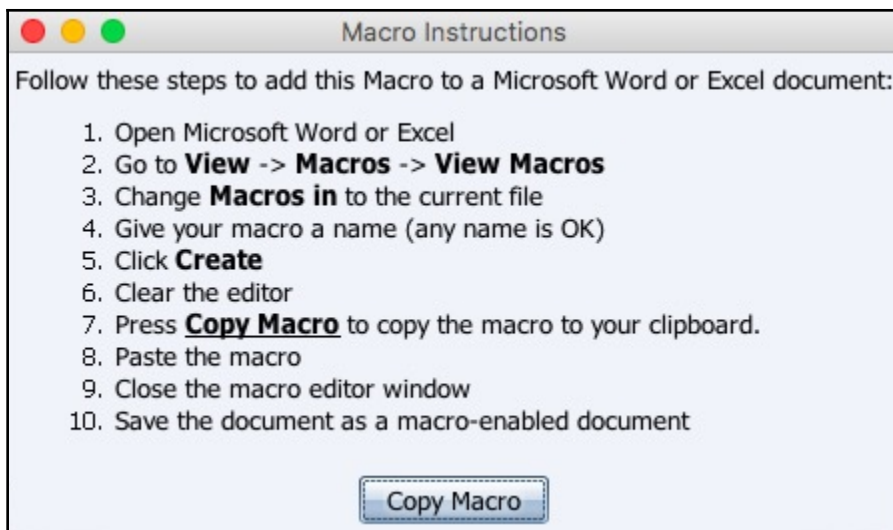 Macro Instructions
Follow these steps to add this Macro to a Microsoft Word or Excel document:
1. Open Microsoft Word or Excel
2. Go to View -> Macros -> View Macros
3. Change Macros in to the current file
4. Give your macro a name (any name is OK)
5. Click Create
6. Clear the editor
7. Press Copy Macro to copy the macro to your clipboard.
8. Paste the macro
9. Close the macro editor window
10. Save the document as a macro-enabled document
Copy Macro